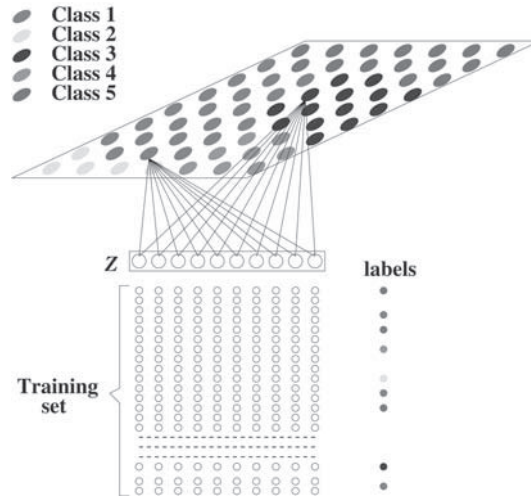 Class 1
Class 2
Class 3
Class 4
Class 5
Z
labels
Training
set